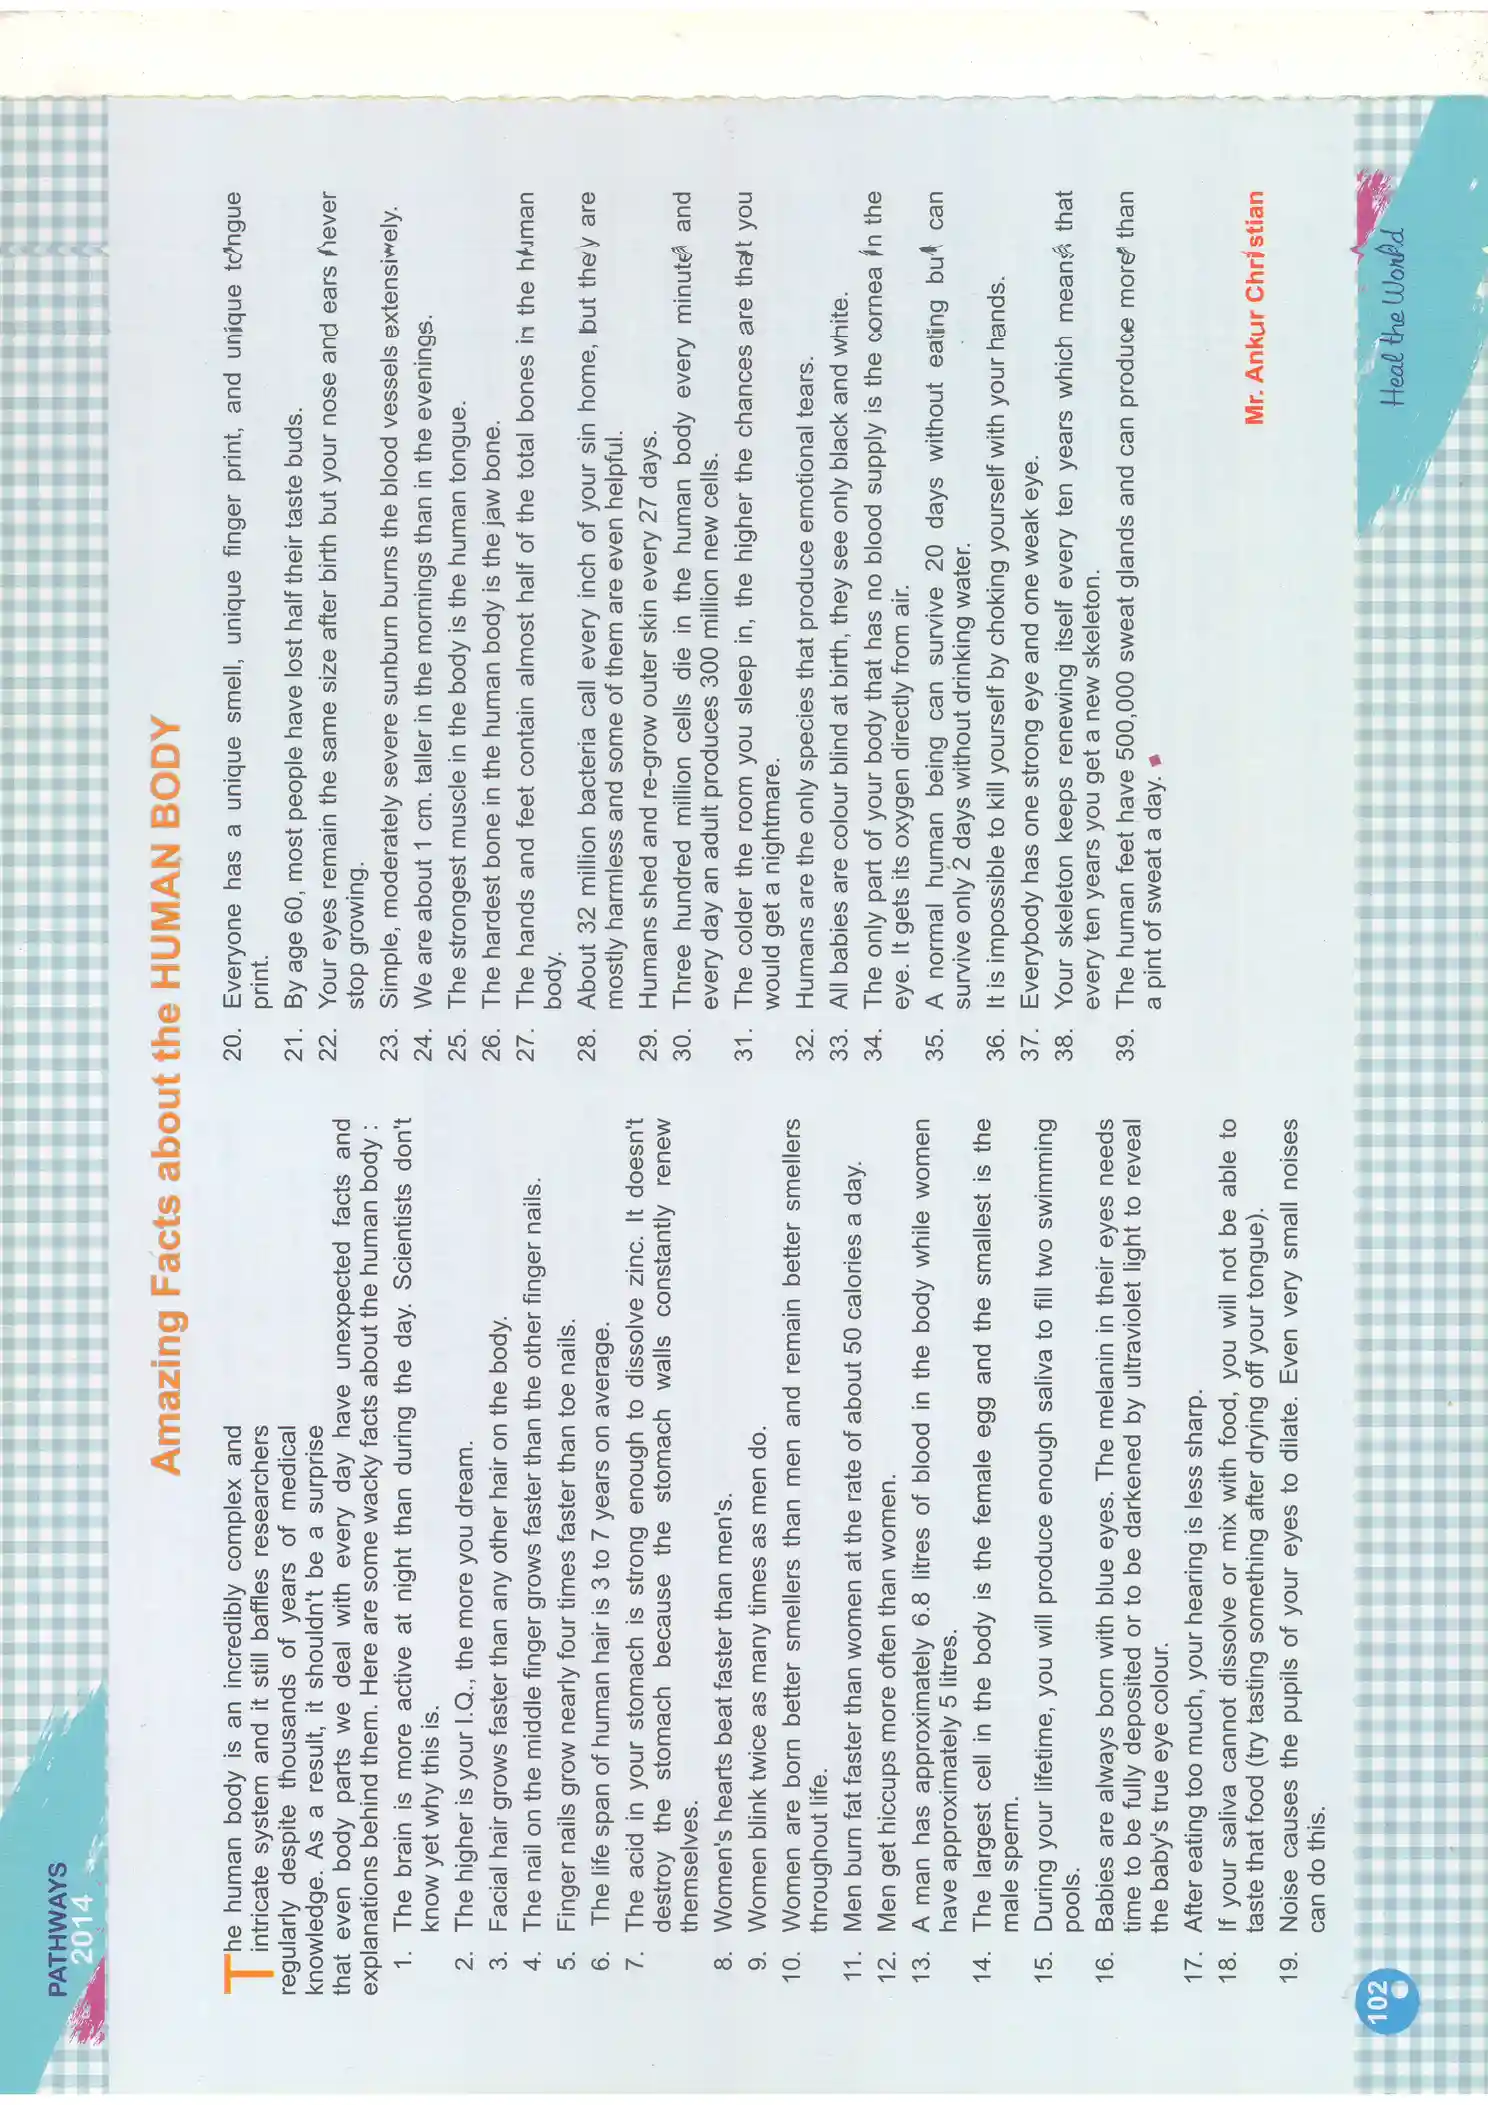 PATHWAYS
2014
Amazing Facts about the HUMAN BODY
The human body is an incredibly complex and
intricate system and it still baffles researchers
regularly despite thousands of years of medical
knowledge. As a result, it shouldn't be a surprise
that even body parts we deal with every day have unexpected facts and
explanations behind them. Here are some wacky facts about the human body :
1. The brain is more active at night than during the day. Scientists don't
know yet why this is.
2. The higher is your I.Q., the more you dream.
3. Facial hair grows faster than any other hair on the body.
4. The nail on the middle finger grows faster than the other finger nails.
5. Finger nails grow nearly four times faster than toe nails.
6. The life span of human hair is 3 to 7 years on average.
7. The acid in your stomach is strong enough to dissolve zinc. It doesn't
destroy the stomach because the stomach walls constantly renew
themselves.
8. Women's hearts beat faster than men's.
9. Women blink twice as many times as men do.
10. Women are born better smellers than men and remain better smellers
throughout life.
11. Men burn fat faster than women at the rate of about 50 calories a day.
12. Men get hiccups more often than women.
13. A man has approximately 6.8 litres of blood in the body while women
have approximately 5 litres.
14. The largest cell in the body is the female egg and the smallest is the
male sperm.
15. During your lifetime, you will produce enough saliva to fill two swimming
pools.
16. Babies are always born with blue eyes. The melanin in their eyes needs
time to be fully deposited or to be darkened by ultraviolet light to reveal
the baby's true eye colour.
17. After eating too much, your hearing is less sharp.
18. If your saliva cannot dissolve or mix with food, you will not be able to
taste that food (try tasting something after drying off your tongue).
19. Noise causes the pupils of your eyes to dilate. Even very small noises
can do this.
20. Everyone has a unique smell, unique finger print, and unique tongue
print.
21. By age 60, most people have lost half their taste buds.
22. Your eyes remain the same size after birth but your nose and ears never
stop growing.
23. Simple, moderately severe sunburn burns the blood vessels extensively.
24. We are about 1 cm. taller in the mornings than in the evenings.
25. The strongest muscle in the body is the human tongue.
26. The hardest bone in the human body is the jaw bone.
27. The hands and feet contain almost half of the total bones in the human
body.
28. About 32 million bacteria call every inch of your sin home, but they are
mostly harmless and some of them are even helpful.
29. Humans shed and re-grow outer skin every 27 days.
30. Three hundred million cells die in the human body every minute and
every day an adult produces 300 million new cells.
31. The colder the room you sleep in, the higher the chances are that you
would get a nightmare.
32. Humans are the only species that produce emotional tears.
33. All babies are colour blind at birth, they see only black and white.
34. The only part of your body that has no blood supply is the cornea in the
eye. It gets its oxygen directly from air.
35. A normal human being can survive 20 days without eating but can
survive only 2 days without drinking water.
36. It is impossible to kill yourself by choking yourself with your hands.
37. Everybody has one strong eye and one weak eye.
38. Your skeleton keeps renewing itself every ten years which means that
every ten years you get a new skeleton.
39. The human feet have 500,000 sweat glands and can produce more than
a pint of sweat a day.
Mr. Ankur Christian
102
Heal the World